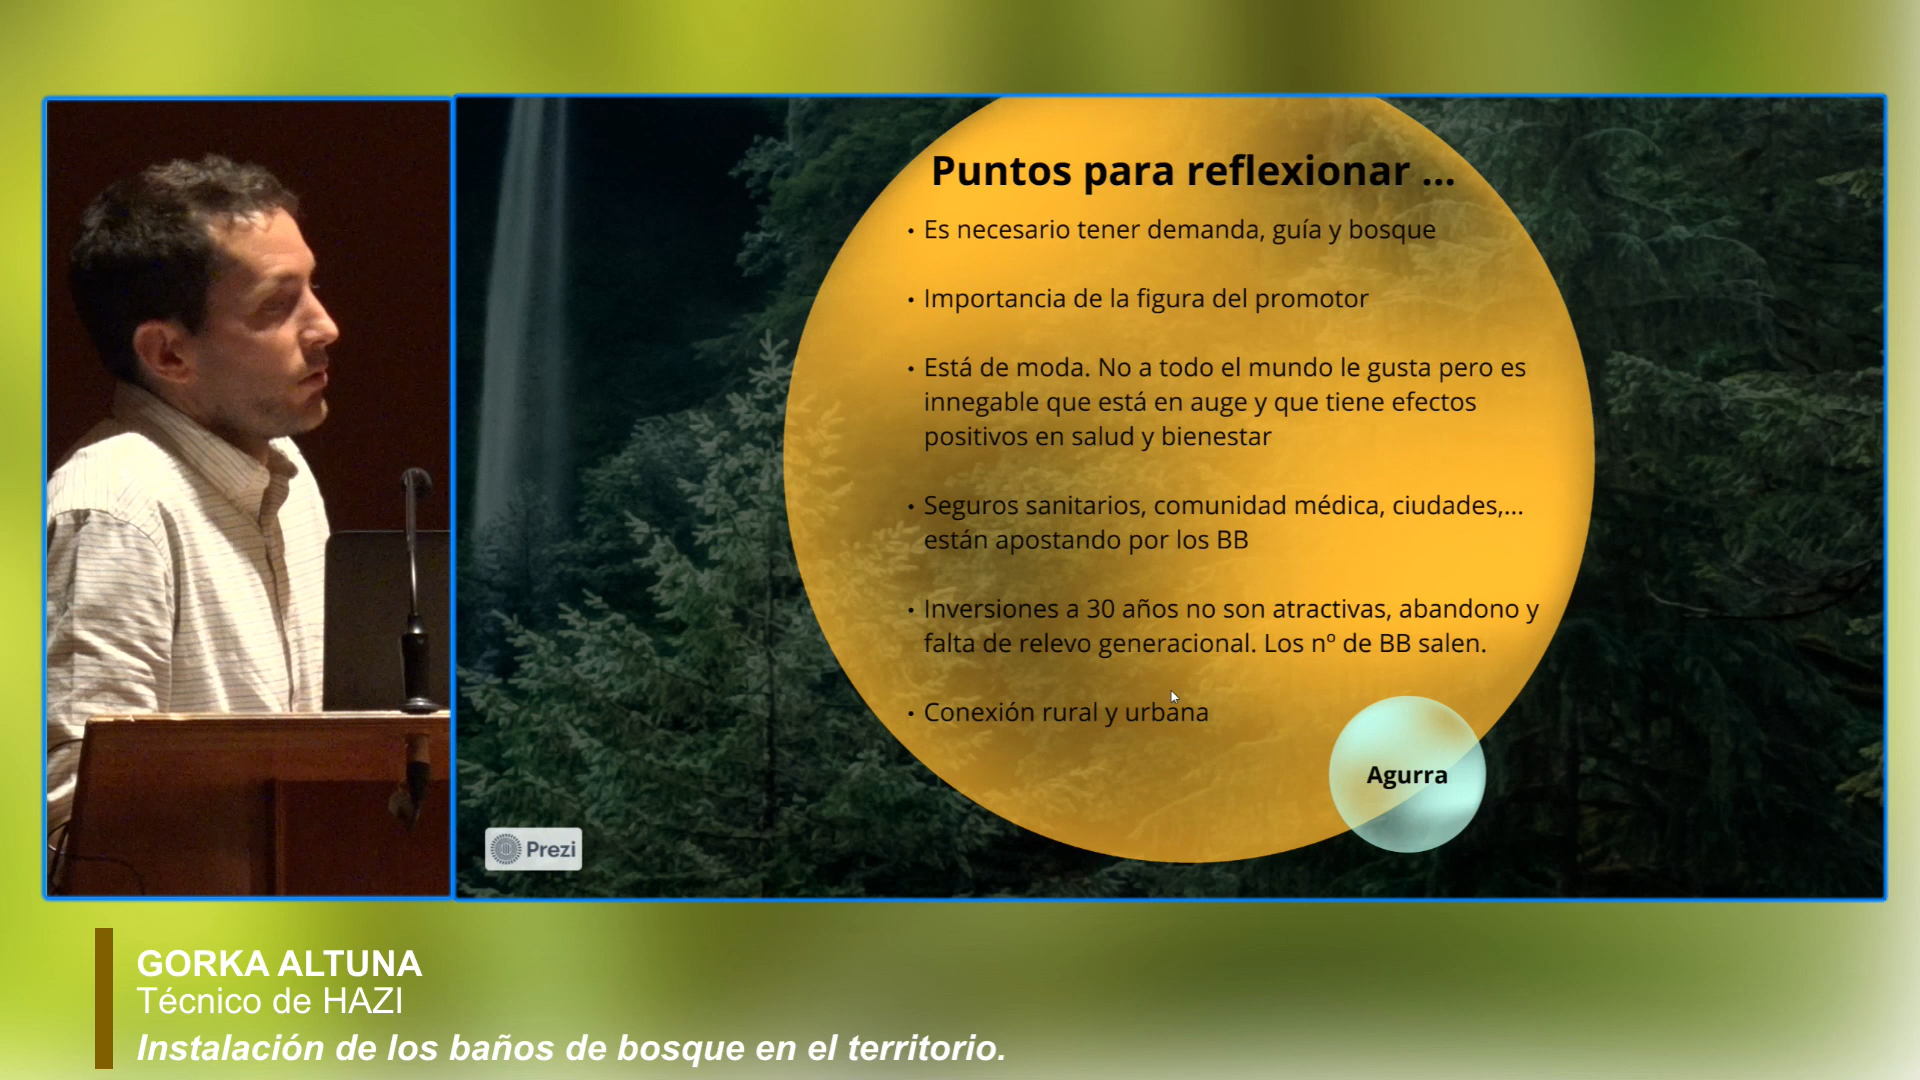 Puntos para reflexionar ...
• Es necesario tener demanda, guía y bosque
• Importancia de la figura del promotor
• Está de moda. No a todo el mundo le gusta pero es
innegable que está en auge y que tiene efectos
positivos en salud y bienestar
• Seguros sanitarios, comunidad médica, ciudades,...
están apostando por los BB
• Inversiones a 30 años no son atractivas, abandono y
falta de relevo generacional. Los nº de BB salen.
• Conexión rural y urbana
Agurra
Prezi
GORKA ALTUNA
Técnico de HAZI
Instalación de los baños de bosque en el territorio.